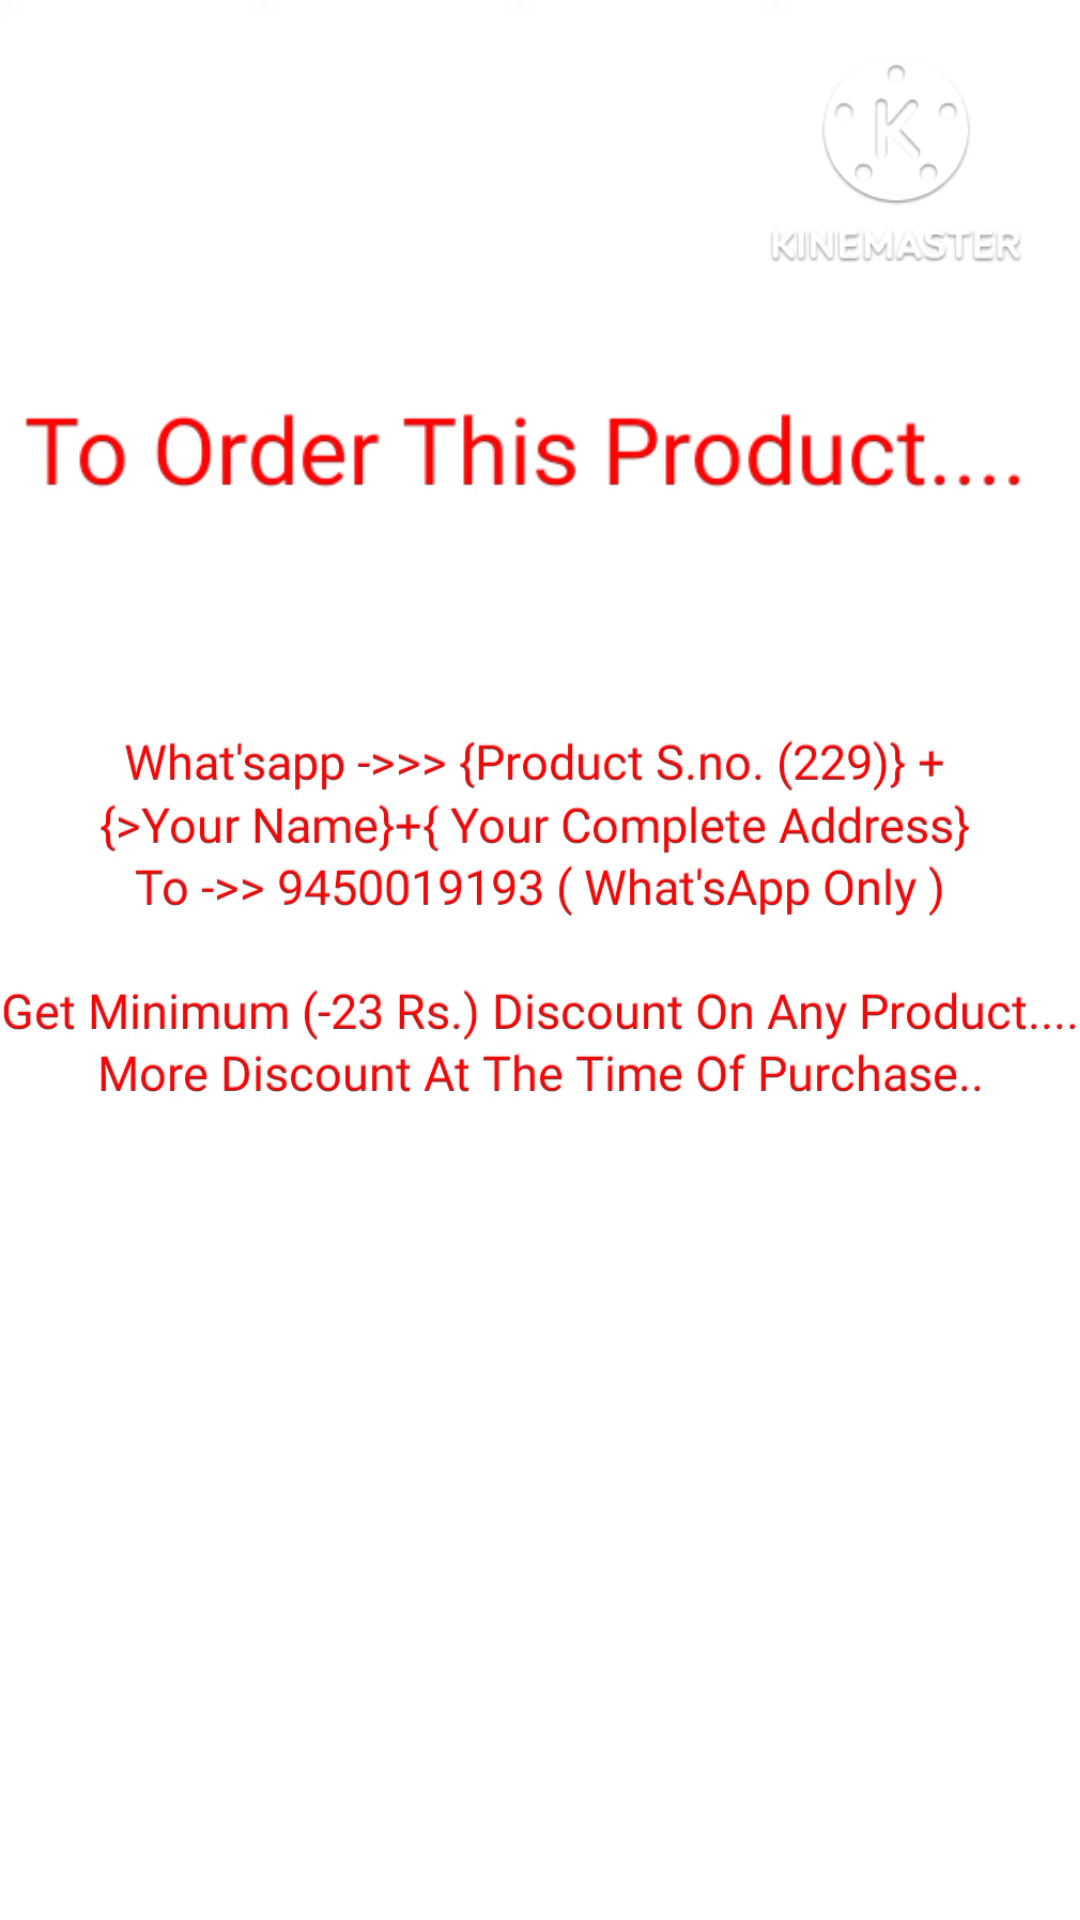 K
KINEMASTER
To Order This Product....
What'sapp ->>> {Product S.no. (229)} +
{>Your Name}+{ Your Complete Address}
To ->> 9450019193 ( What'sApp Only )
Get Minimum (-23 Rs.) Discount On Any Product....
More Discount At The Time Of Purchase..